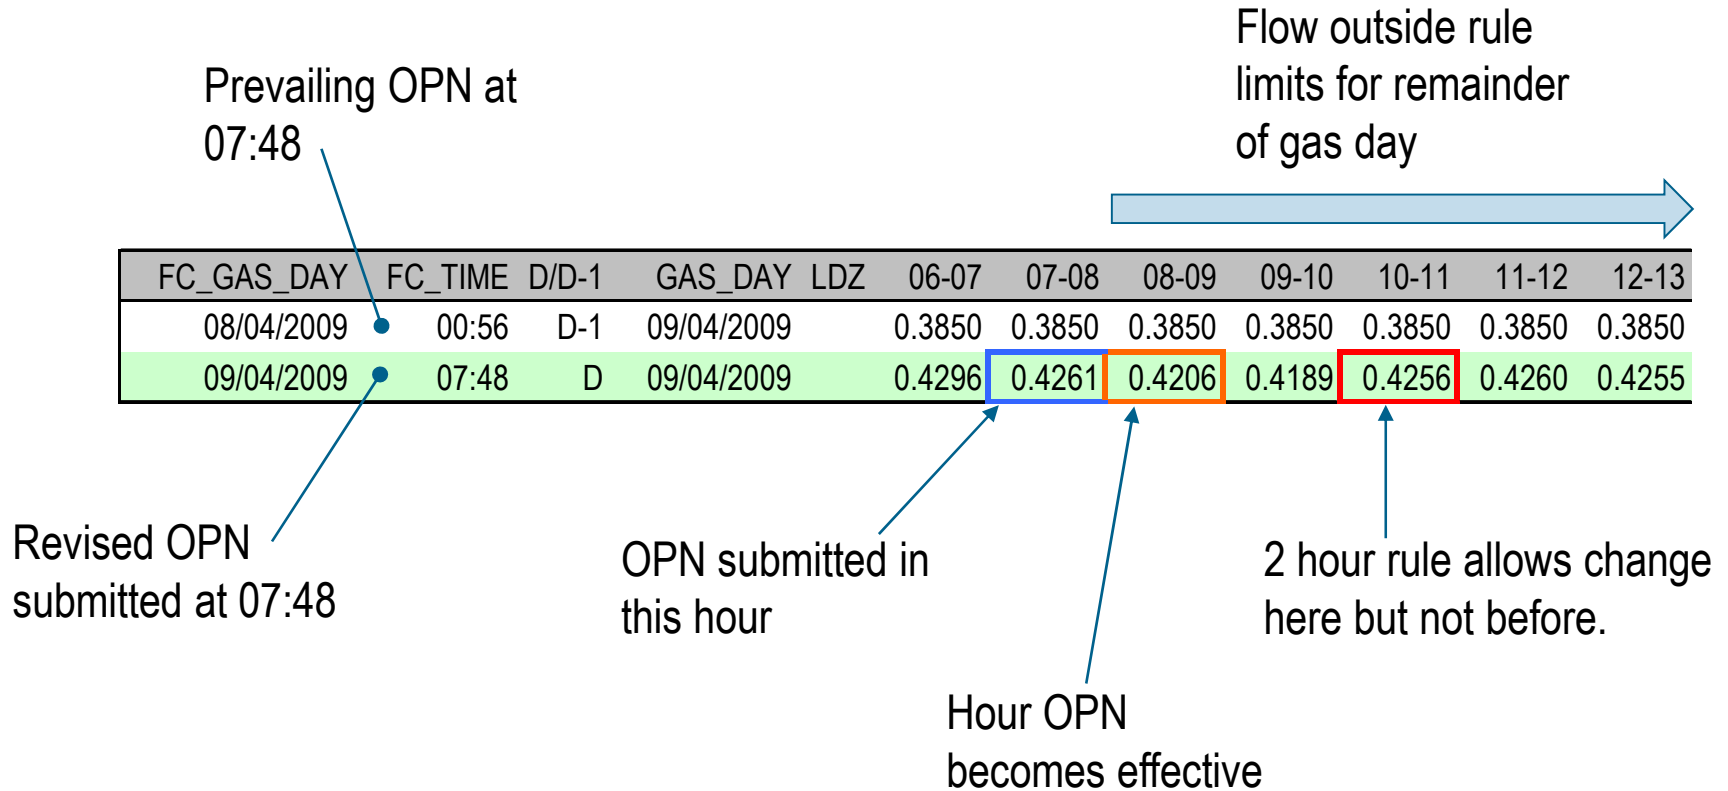 Flow outside rule
limits for remainder
of gas day
Prevailing OPN at
07:48
FC_GAS_DAY FC_TIME D/D-1 GAS_DAY LDZ 06-07 07-08 08-09 09-10 10-11 11-12 12-13
08/04/2009 00:56 D-1 09/04/2009 0.3850 0.3850 0.3850 0.3850 0.3850 0.3850 0.3850
09/04/2009 07:48 D 09/04/2009 0.4296 0.4261 0.4206 0.4189 0.4256 0.4260 0.4255
Revised OPN
submitted at 07:48
OPN submitted in
this hour
2 hour rule allows change
here but not before.
Hour OPN
becomes effective